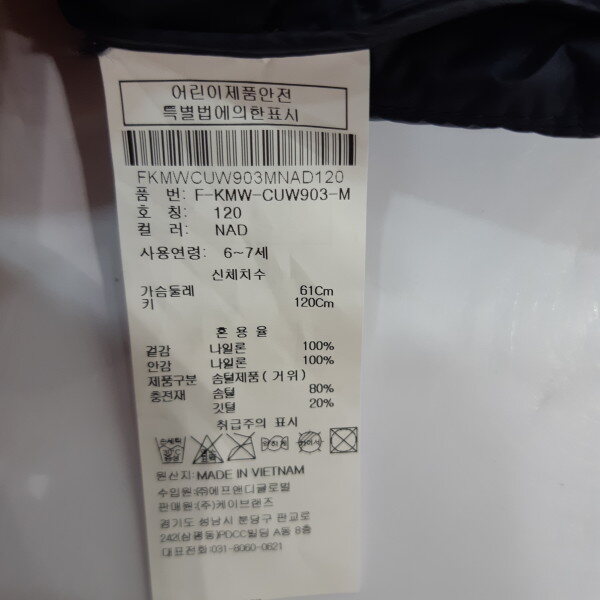 어린이제품안전
특별법에의한표시
FKMWCUW903MNAD120
품 번: F-KMW-CUW903-M
호 칭: 120
컬 러: NAD
사용연령: 6~7세
신체치수
가슴둘레 61Cm
키 120Cm
혼 용 율
겉감 나일론 100%
안감 나일론 100%
제품구분 솜털제품(거위)
충전재 솜털 80%
깃털 20%
취급주의 표시
원산지: MADE IN VIETNAM
수입원:(주)에프앤디글로벌
판매원:(주)케이브랜즈
경기도 성남시 분당구 판교로
242(삼평동)PDCC빌딩 A동 8층
대표전화:031-8060-0621